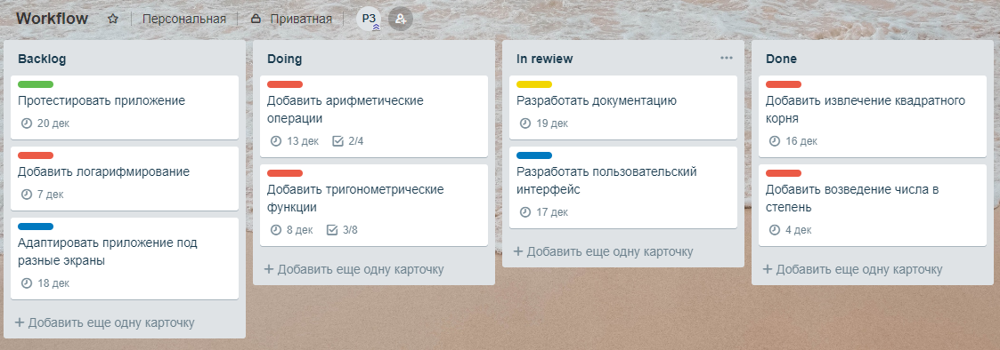 Workflow
Персональная
Приватная
РЗ
Backlog
Протестировать приложение
20 дек
Добавить логарифмирование
7 дек
Адаптировать приложение под
разные экраны
18 дек
+ Добавить еще одну карточку
Doing
Добавить арифметические
операции
13 дек 2/4
Добавить тригонометрические
функции
8 дек 3/8
+ Добавить еще одну карточку
In rewiew
Разработать документацию
19 дек
Разработать пользовательский
интерфейс
17 дек
+ Добавить еще одну карточку
Done
Добавить извлечение квадратного
корня
16 дек
Добавить возведение числа в
степень
4 дек
+ Добавить еще одну карточку